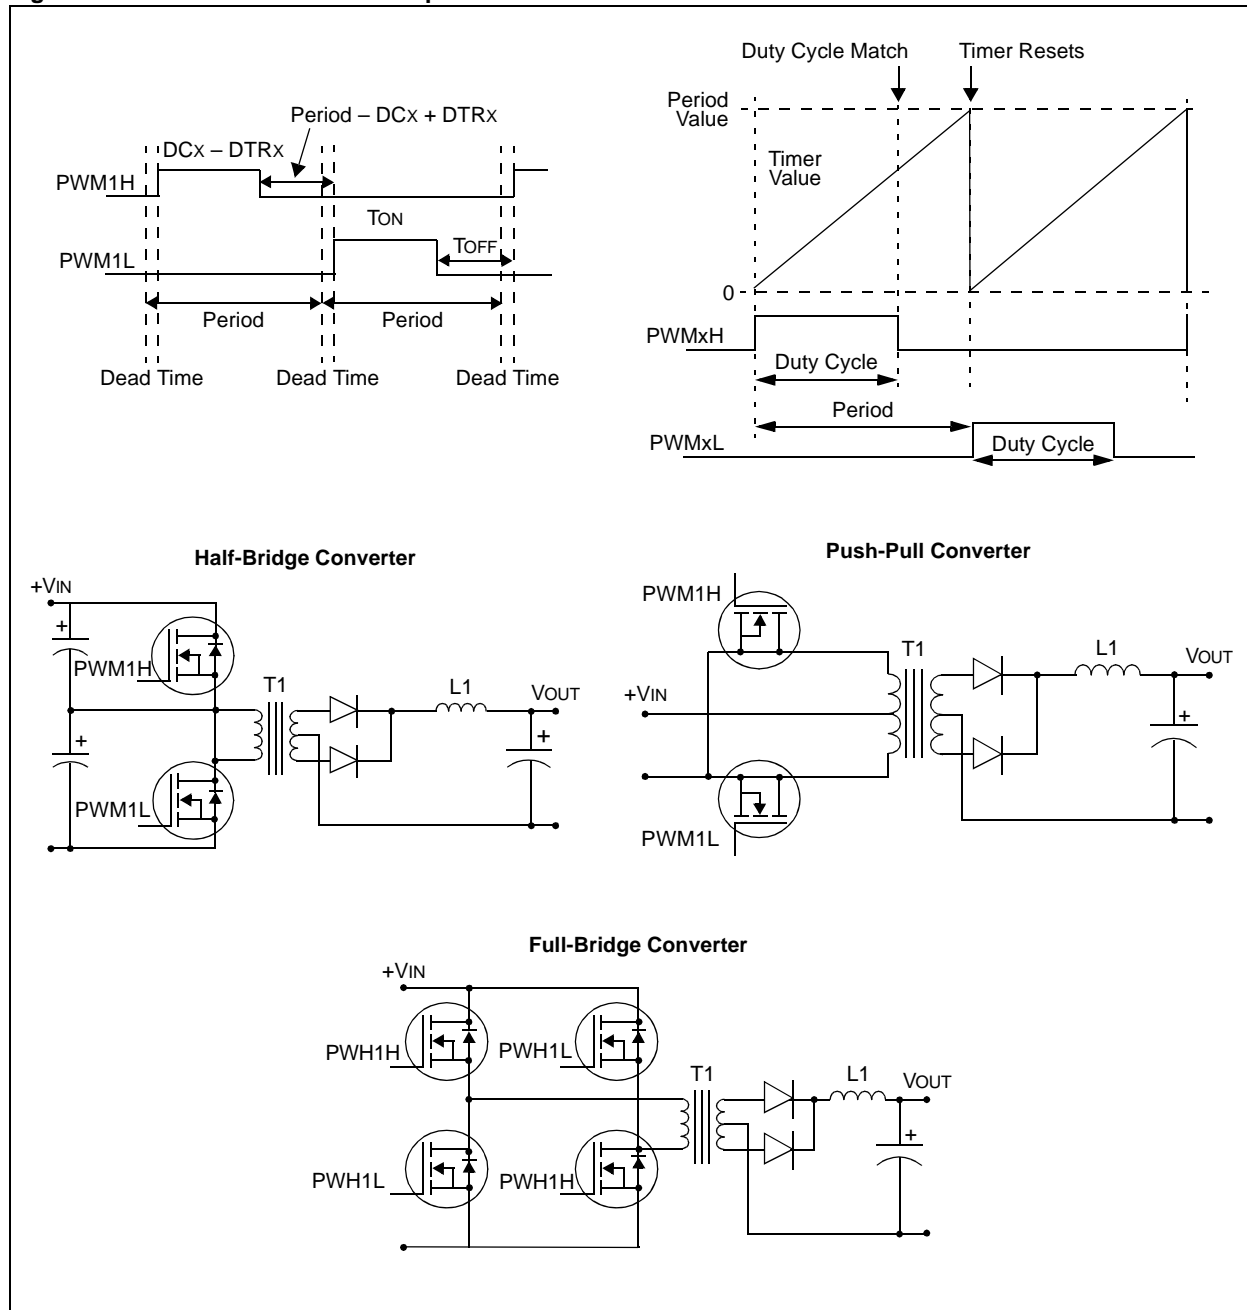 Duty Cycle Match
Timer Resets
Period – DCX + DTRX
DCX – DTRX
PWM1H
TON
TOFF
PWM1L
Period
Period
Dead Time
Dead Time
Dead Time
Period
Value
Timer
Value
0
PWMxH
Duty Cycle
Period
PWMxL
Duty Cycle
Half-Bridge Converter
+VIN
+
PWM1H
T1
L1
VOUT
+
+
PWM1L
Push-Pull Converter
PWM1H
T1
L1
VOUT
+VIN
+
PWM1L
Full-Bridge Converter
+VIN
PWH1H
PWH1L
T1
L1
VOUT
+
PWH1L
PWH1H